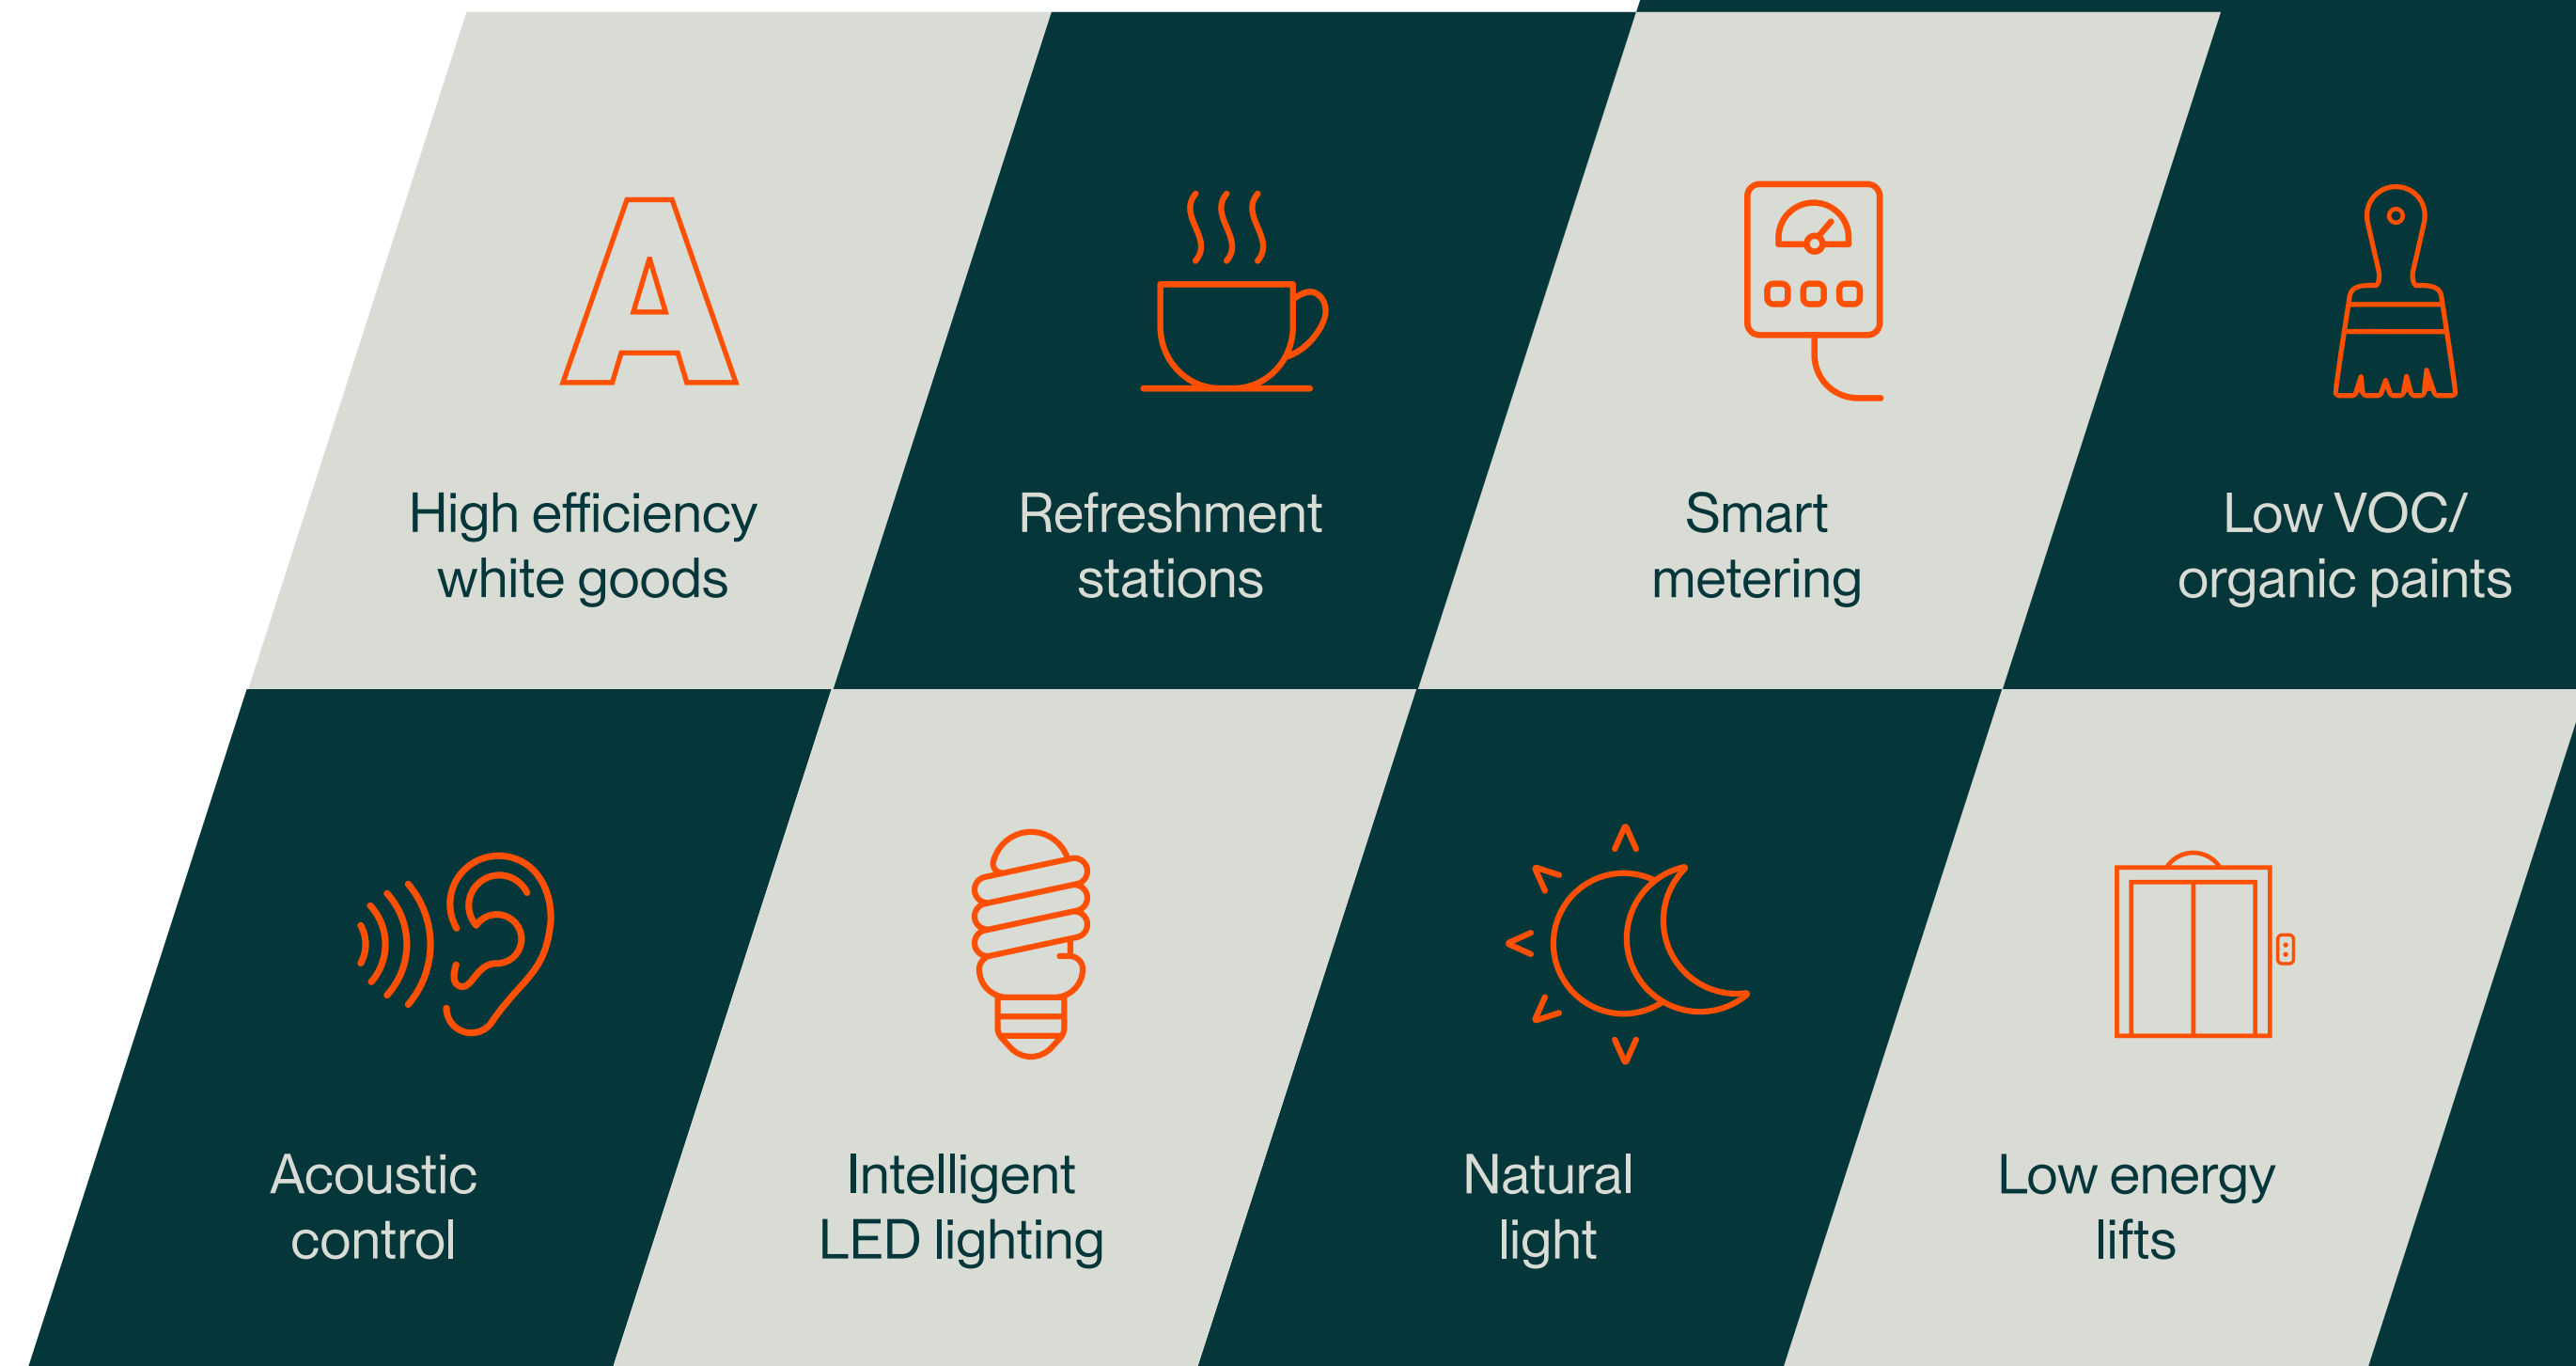 High efficiency
white goods
Refreshment
stations
Smart
metering
Low VOC/
organic paints
Acoustic
control
Intelligent
LED lighting
Natural
light
Low energy
lifts